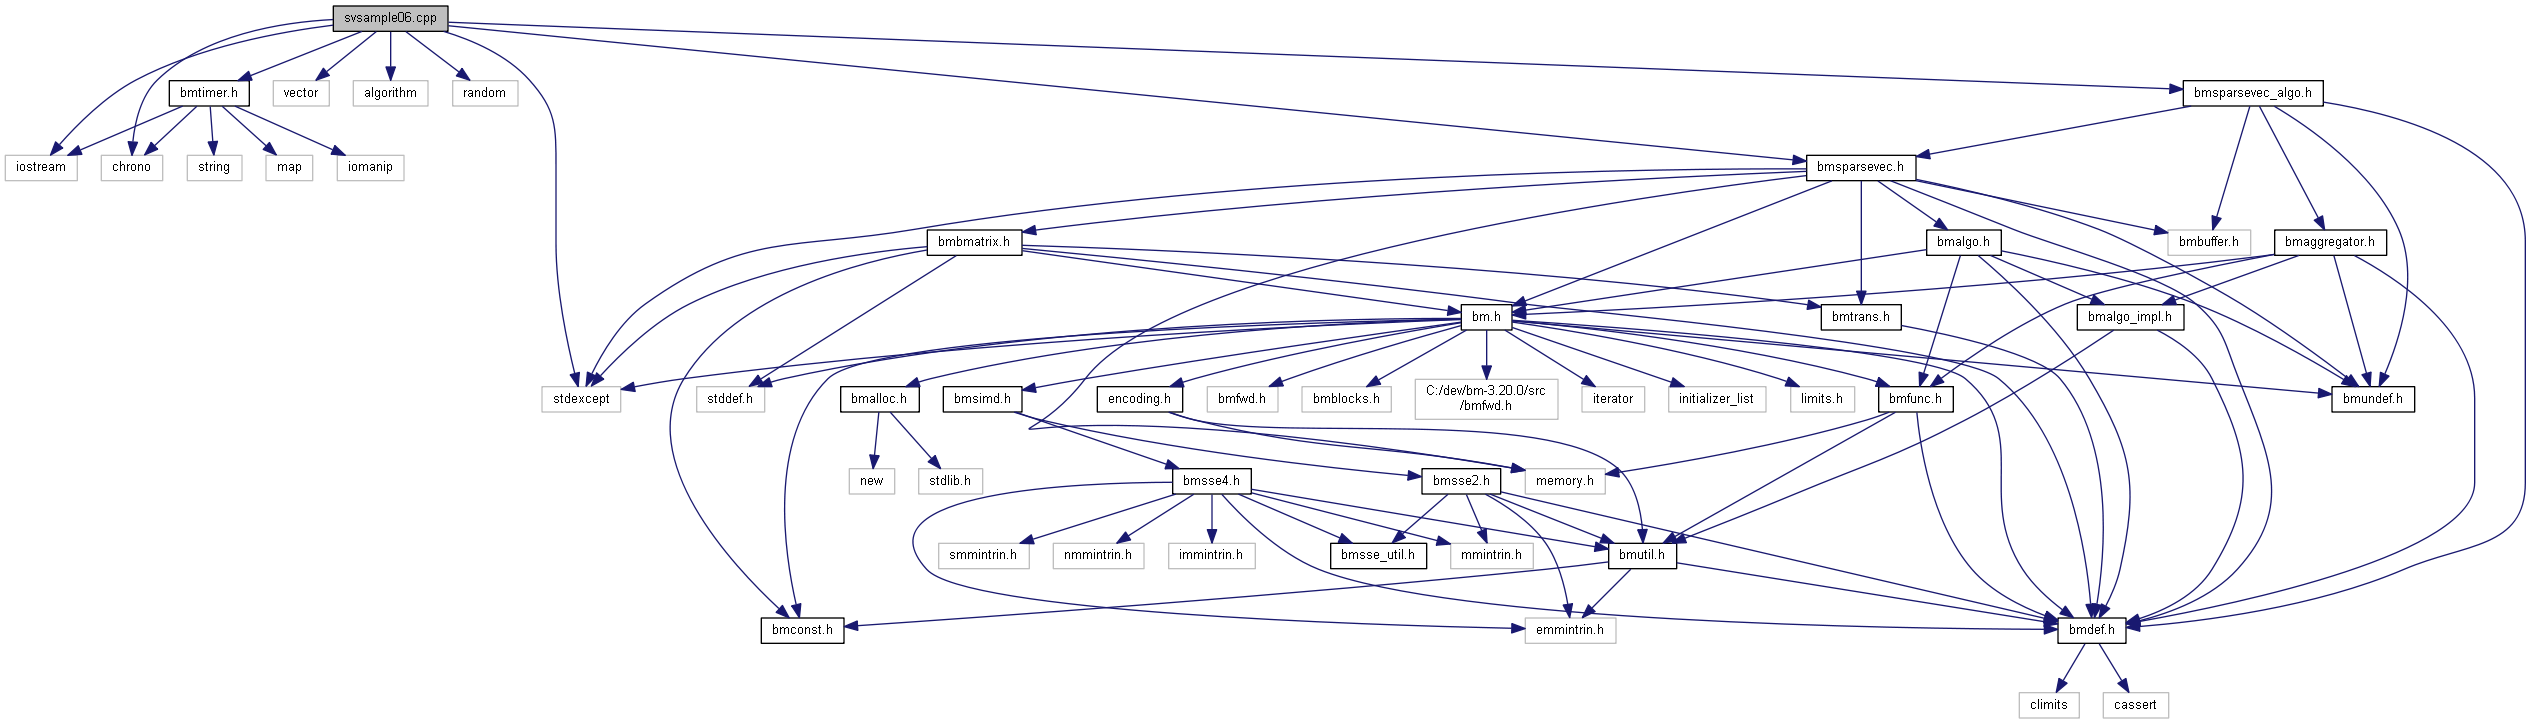 svsample06.cpp
bmtimer.h
vector
algorithm
random
bmsparsevec_algo.h
iostream
chrono
string
map
iomanip
bmsparsevec.h
bmbmatrix.h
bmalgo.h
bmbuffer.h
bmaggregator.h
bm.h
bmtrans.h
bmalgo_impl.h
stdexcept
stddef.h
bmalloc.h
bmsimd.h
encoding.h
bmfwd.h
bmblocks.h
C:/dev/bm-3.20.0/src
/bmfwd.h
iterator
initializer_list
limits.h
bmfunc.h
bmundef.h
new
stdlib.h
bmsse4.h
bmsse2.h
memory.h
smmintrin.h
nmmintrin.h
immintrin.h
bmsse_util.h
mmintrin.h
bmutil.h
bmconst.h
emmintrin.h
bmdef.h
climits
cassert